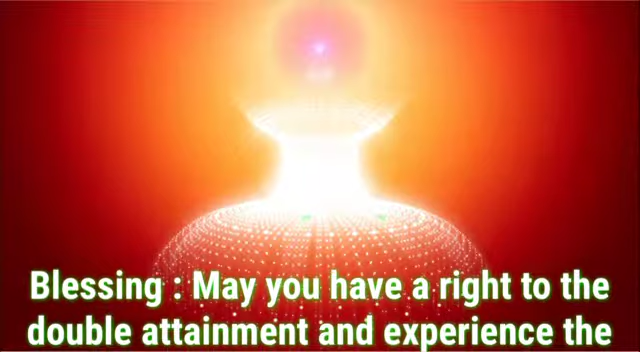 Blessing : May you have a right to the
double attainment and experience the